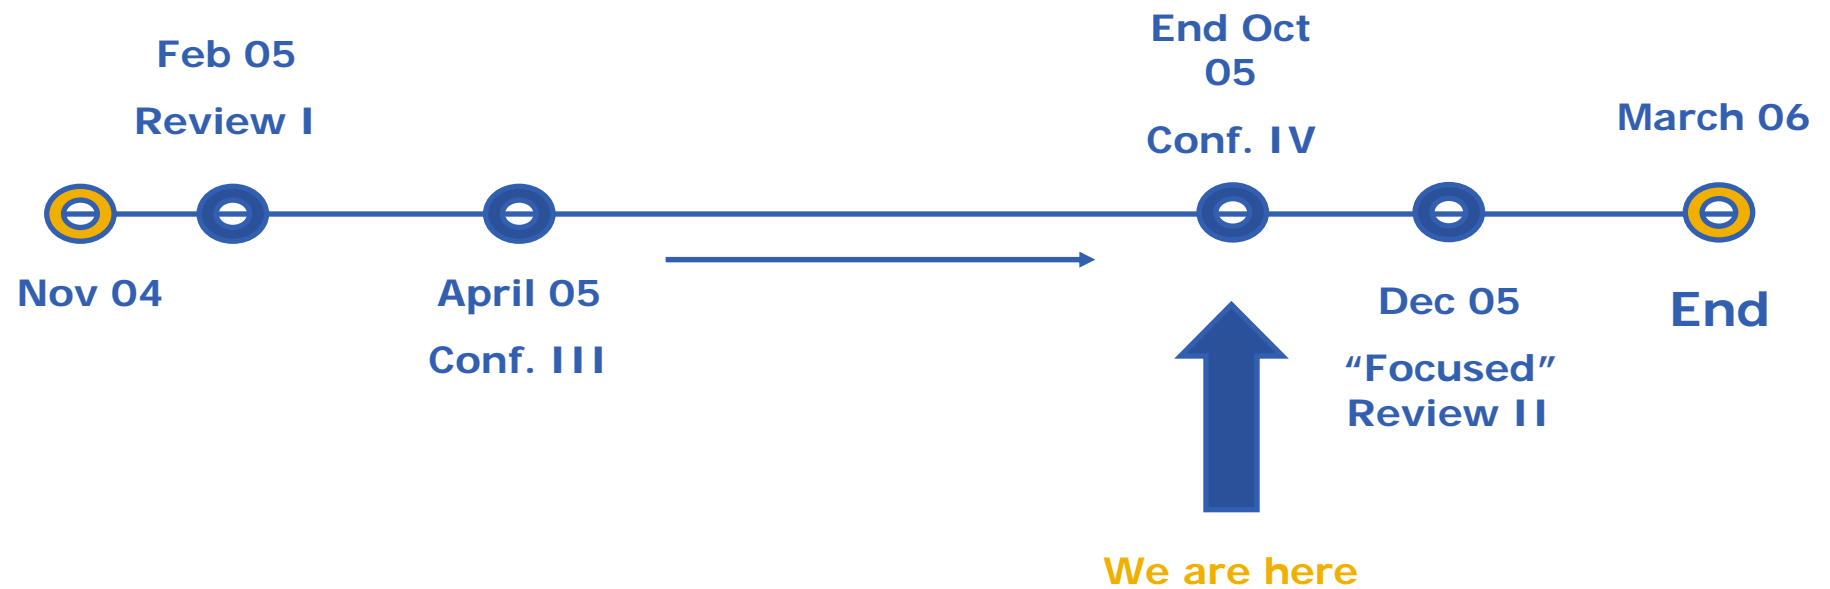 Feb 05
Review I
End Oct
05
Conf. IV
March 06
Nov 04
April 05
Conf. III
Dec 05
“Focused”
Review II
End
We are here